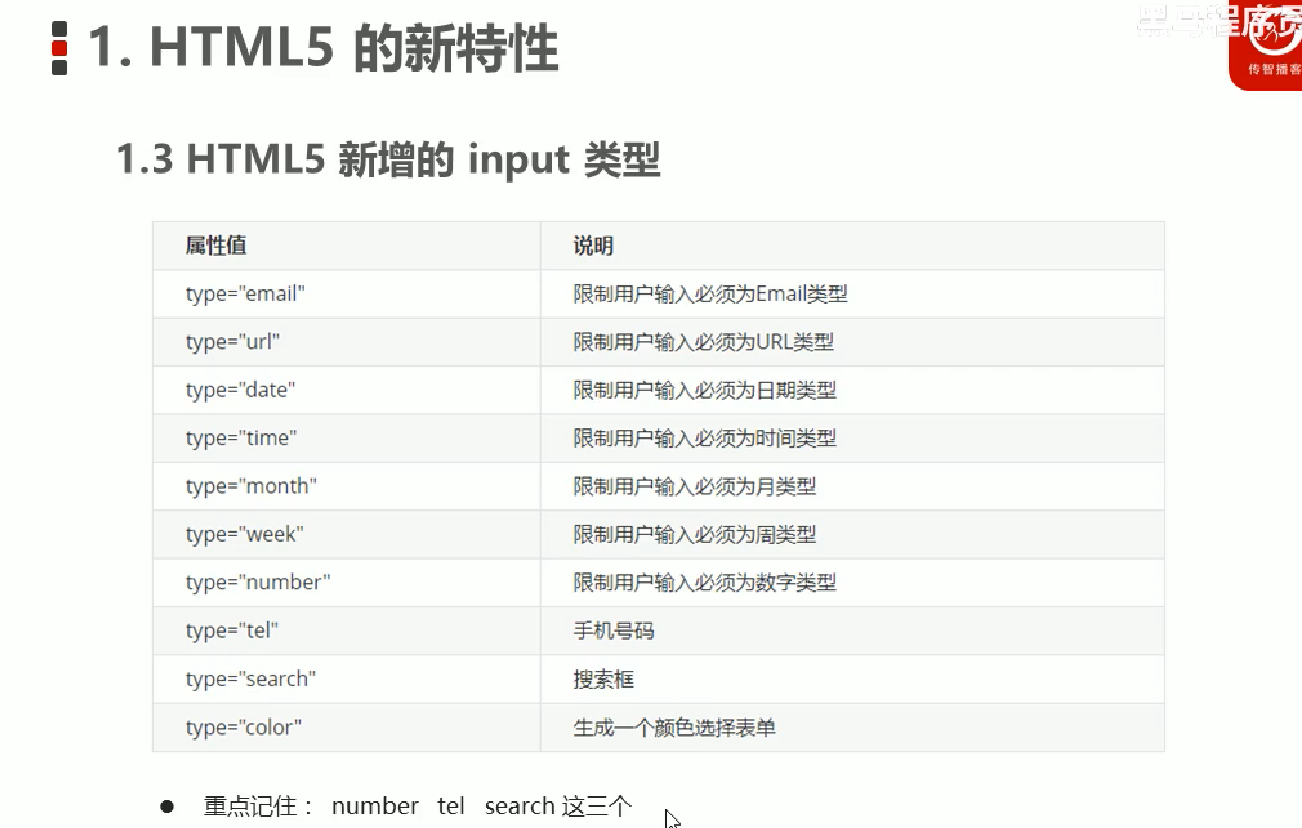 黑马程序员
1. HTML5 的新特性
传智播客
1.3 HTML5 新增的 input 类型
属性值 说明
type="email" 限制用户输入必须为Email类型
type="url" 限制用户输入必须为URL类型
type="date" 限制用户输入必须为日期类型
type="time" 限制用户输入必须为时间类型
type="month" 限制用户输入必须为月类型
type="week" 限制用户输入必须为周类型
type="number" 限制用户输入必须为数字类型
type="tel" 手机号码
type="search" 搜索框
type="color" 生成一个颜色选择表单
● 重点记住： number tel search 这三个